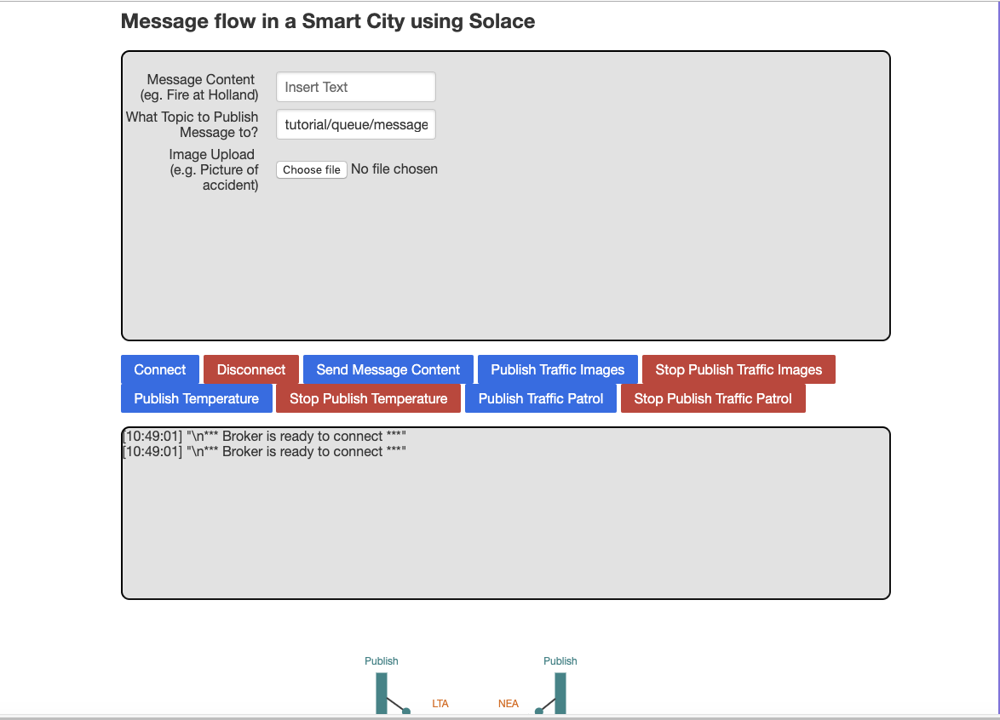 Message flow in a Smart City using Solace
Message Content
(eg. Fire at Holland)
Insert Text
What Topic to Publish
Message to?
tutorial/queue/message
Image Upload
(e.g. Picture of
accident)
Choose file No file chosen
Connect Disconnect Send Message Content Publish Traffic Images Stop Publish Traffic Images
Publish Temperature Stop Publish Temperature Publish Traffic Patrol Stop Publish Traffic Patrol
[10:49:01] "\n*** Broker is ready to connect ***"
[10:49:01] "\n*** Broker is ready to connect ***"
Publish Publish
LTA NEA